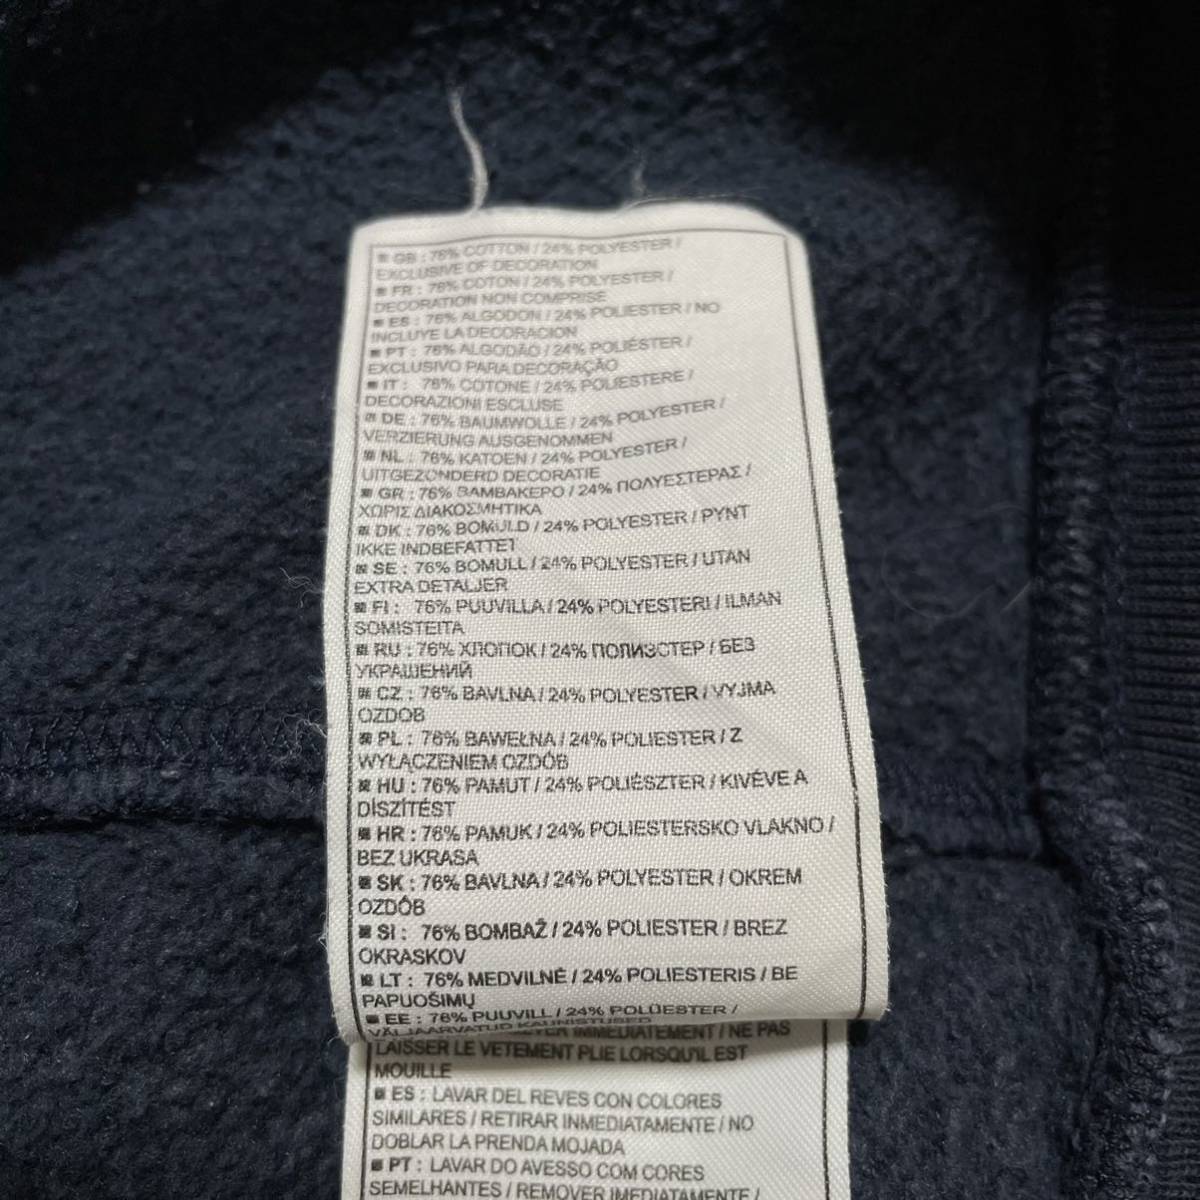 GB : 76% COTTON / 24% POLYESTER /
EXCLUSIVE OF DECORATION
FR : 76% COTON / 24% POLYESTER /
DECORATION NON COMPRISE
ES : 76% ALGODON / 24% POLIESTER / NO
INCLUYE LA DECORACION
PT : 76% ALGODÃO / 24% POLIÉSTER /
EXCLUSIVO PARA DECORAÇÃO
IT : 76% COTONE / 24% POLIESTERE /
DECORAZIONI ESCLUSE
DE : 76% BAUMWOLLE / 24% POLYESTER /
VERZIERUNG AUSGENOMMEN
NL : 76% KATOEN / 24% POLYESTER /
UITGEZONDERD DECORATIE
GR : 76% ΒΑΜΒΑΚΕΡΟ / 24% ΠΟΛΥΕΣΤΕΡΑΣ /
ΧΩΡΙΣ ΔΙΑΚΟΣΜΗΤΙΚΑ
DK : 76% BOMULD / 24% POLYESTER / PYNT
IKKE INDBEFATTET
SE : 76% BOMULL / 24% POLYESTER / UTAN
EXTRA DETALJER
FI : 76% PUUVILLA / 24% POLYESTERI / ILMAN
SOMISTEITA
RU : 76% ХЛОПОК / 24% ПОЛИЭСТЕР / БЕЗ
УКРАШЕНИЙ
CZ : 76% BAVLNA / 24% POLYESTER / VYJMA
OZDOB
PL : 76% BAWEŁNA / 24% POLIESTER / Z
WYŁĄCZENIEM OZDÓB
HU : 76% PAMUT / 24% POLIÉSZTER / KIVÉVE A
DÍSZÍTÉST
HR : 76% PAMUK / 24% POLIESTERSKO VLAKNO /
BEZ UKRASA
SK : 76% BAVLNA / 24% POLYESTER / OKREM
OZDÔB
SI : 76% BOMBAŽ / 24% POLIESTER / BREZ
OKRASKOV
LT : 76% MEDVILNĖ / 24% POLIESTERIS / BE
PAPUOŠIMŲ
EE : 76% PUUVILL / 24% POLÜESTER /
VÄLJAARVATUD KAUNISTUSED
IMMEDIATEMENT / NE PAS
LAISSER LE VETEMENT PLIE LORSQU'IL EST
MOUILLE
ES : LAVAR DEL REVES CON COLORES
SIMILARES / RETIRAR INMEDIATAMENTE / NO
DOBLAR LA PRENDA MOJADA
PT : LAVAR DO AVESSO COM CORES
SEMELHANTES / REMOVER IMEDIATAMENTE /